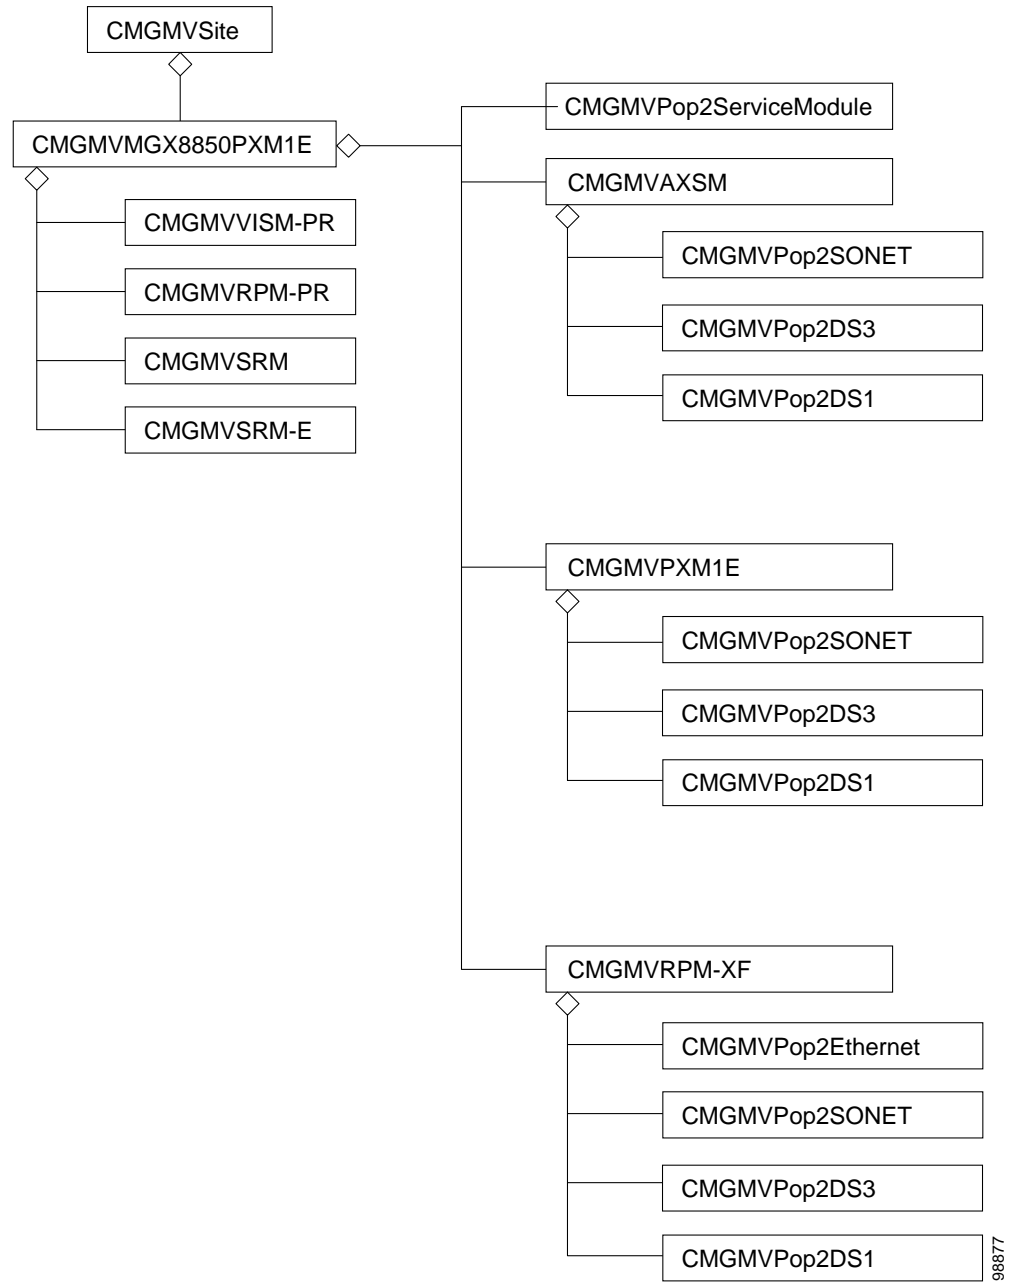 CMGMVSite
CMGMVMGX8850PXM1E
CMGMVVISM-PR
CMGMVRPM-PR
CMGMVSRM
CMGMVSRM-E
CMGMVPop2ServiceModule
CMGMVAXSM
CMGMVPop2SONET
CMGMVPop2DS3
CMGMVPop2DS1
CMGMVPXM1E
CMGMVPop2SONET
CMGMVPop2DS3
CMGMVPop2DS1
CMGMVRPM-XF
CMGMVPop2Ethernet
CMGMVPop2SONET
CMGMVPop2DS3
CMGMVPop2DS1
98877